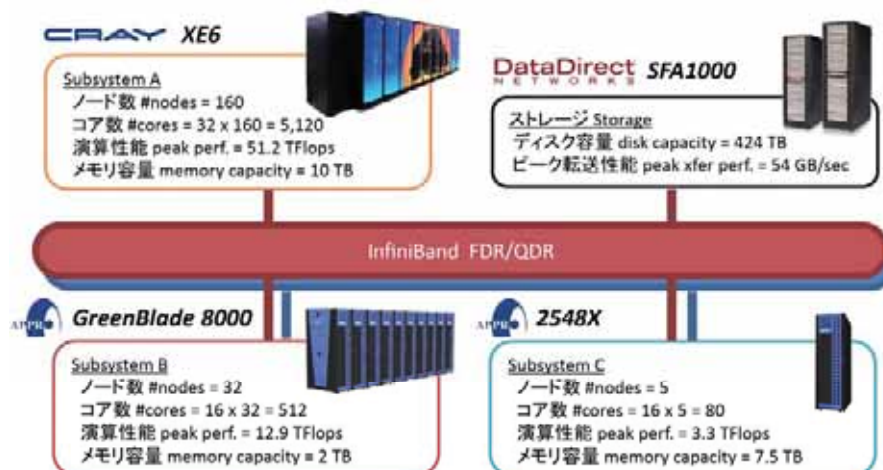 CRAY XE6
Subsystem A
ノード数 #nodes = 160
コア数 #cores = 32 x 160 = 5,120
演算性能 peak perf. = 51.2 TFlops
メモリ容量 memory capacity = 10 TB
DataDirect
NETWORKS
SFA1000
ストレージ Storage
ディスク容量 disk capacity = 424 TB
ピーク転送性能 peak xfer perf. = 54 GB/sec
InfiniBand FDR/QDR
APPRO GreenBlade 8000
Subsystem B
ノード数 #nodes = 32
コア数 #cores = 16 x 32 = 512
演算性能 peak perf. = 12.9 TFlops
メモリ容量 memory capacity = 2 TB
APPRO 2548X
Subsystem C
ノード数 #nodes = 5
コア数 #cores = 16 x 5 = 80
演算性能 peak perf. = 3.3 TFlops
メモリ容量 memory capacity = 7.5 TB